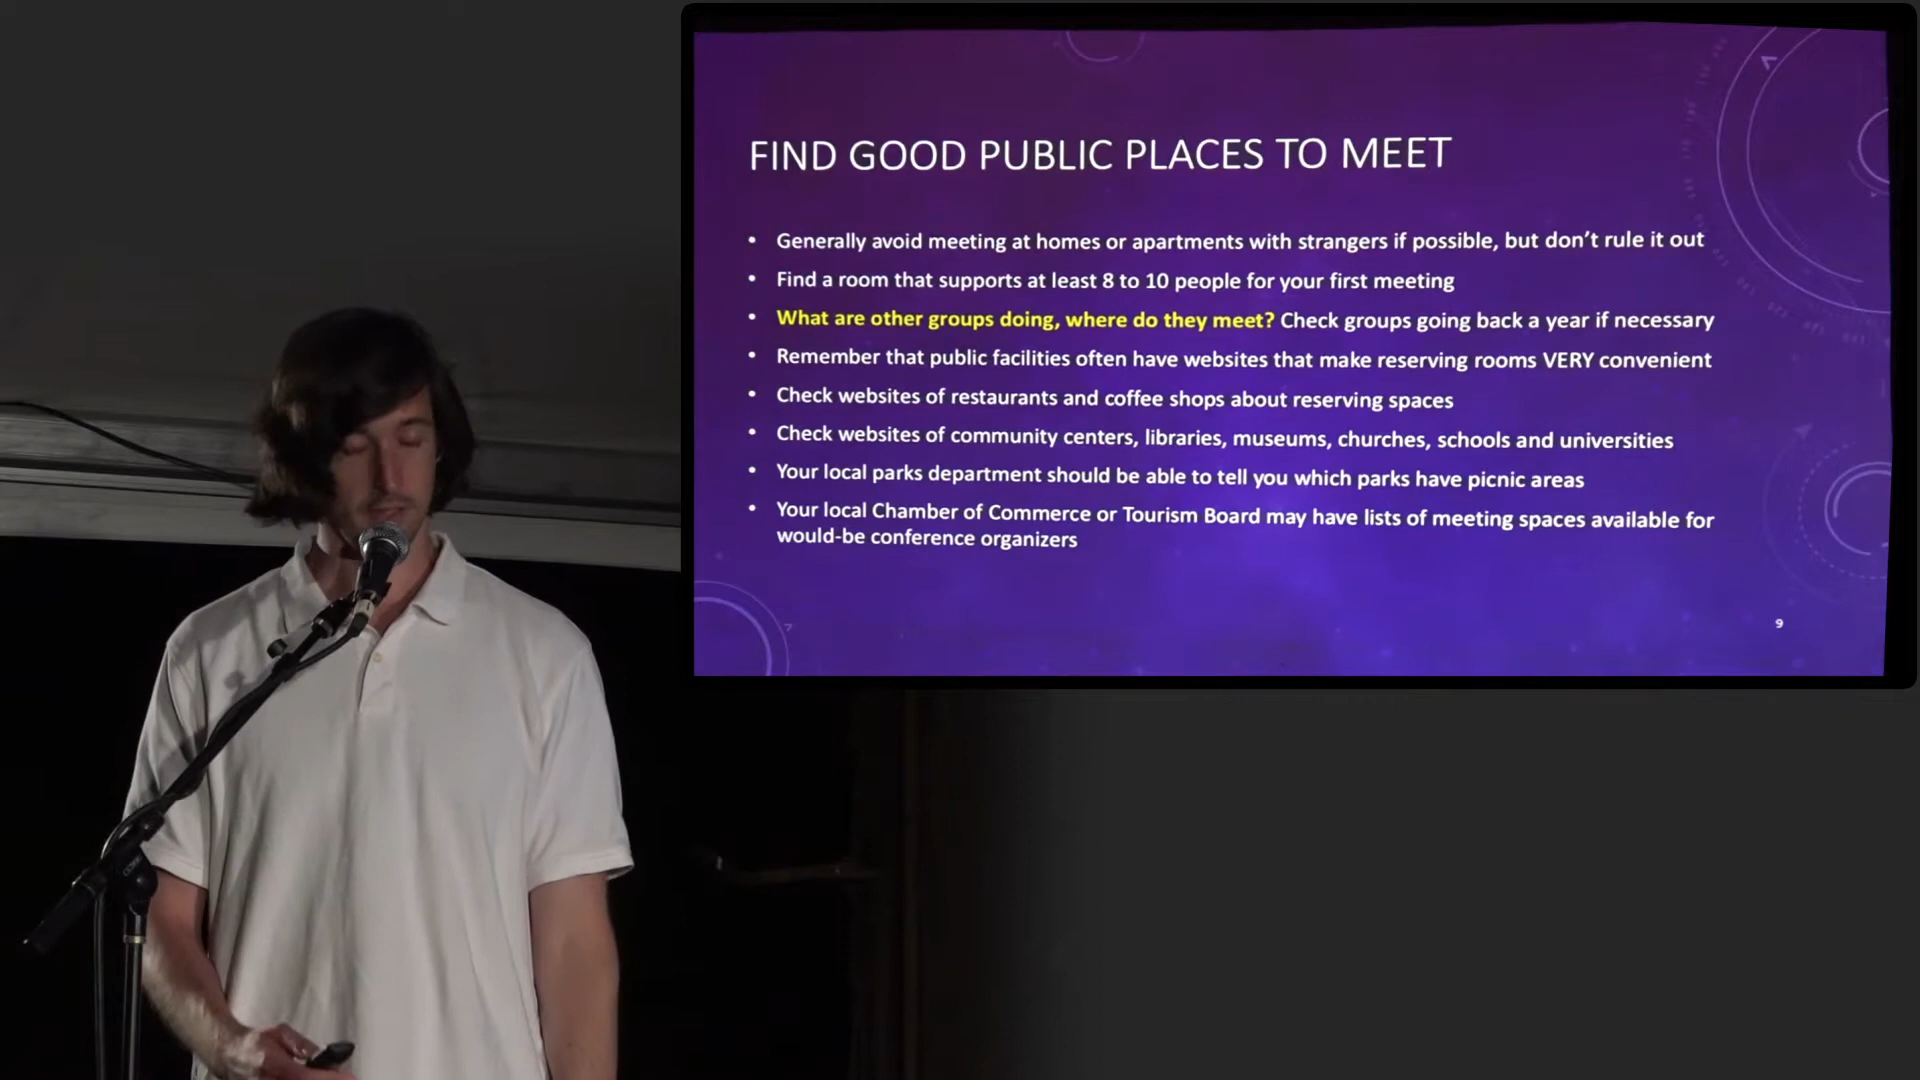 FIND GOOD PUBLIC PLACES TO MEET
• Generally avoid meeting at homes or apartments with strangers if possible, but don't rule it out
• Find a room that supports at least 8 to 10 people for your first meeting
• What are other groups doing, where do they meet? Check groups going back a year if necessary
• Remember that public facilities often have websites that make reserving rooms VERY convenient
• Check websites of restaurants and coffee shops about reserving spaces
• Check websites of community centers, libraries, museums, churches, schools and universities
• Your local parks department should be able to tell you which parks have picnic areas
• Your local Chamber of Commerce or Tourism Board may have lists of meeting spaces available for
would-be conference organizers
9